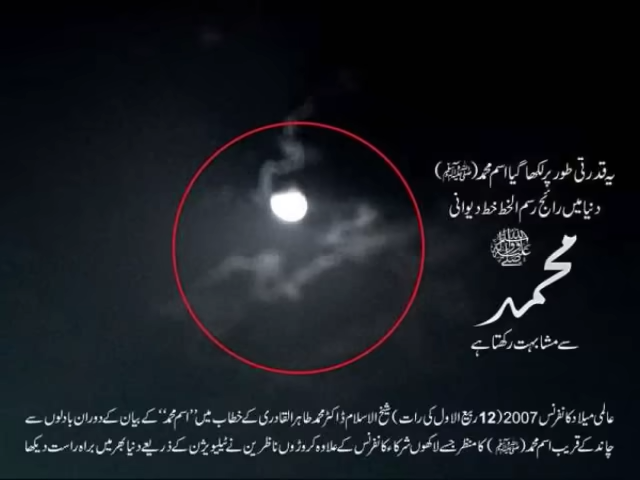 یہ قدرتی طور پر لکھا گیا اسم محمد (ﷺ)
دنیا میں رائج رسم الخط خط دیوانی
ﷺ
محمد
سے مشابہت رکھتا ہے
عالمی میلاد کانفرنس 2007 (12 ربیع الاول کی رات) شیخ الاسلام ڈاکٹر محمد طاہر القادری کے خطاب میں "اسم محمد" کے بیان کے دوران بادلوں سے
چاند کے قریب اسم محمد (ﷺ) کا منظر جسے لاکھوں شرکاء کانفرنس کے علاوہ کروڑوں ناظرین نے ٹیلیویژن کے ذریعے دنیا بھر میں براہ راست دیکھا